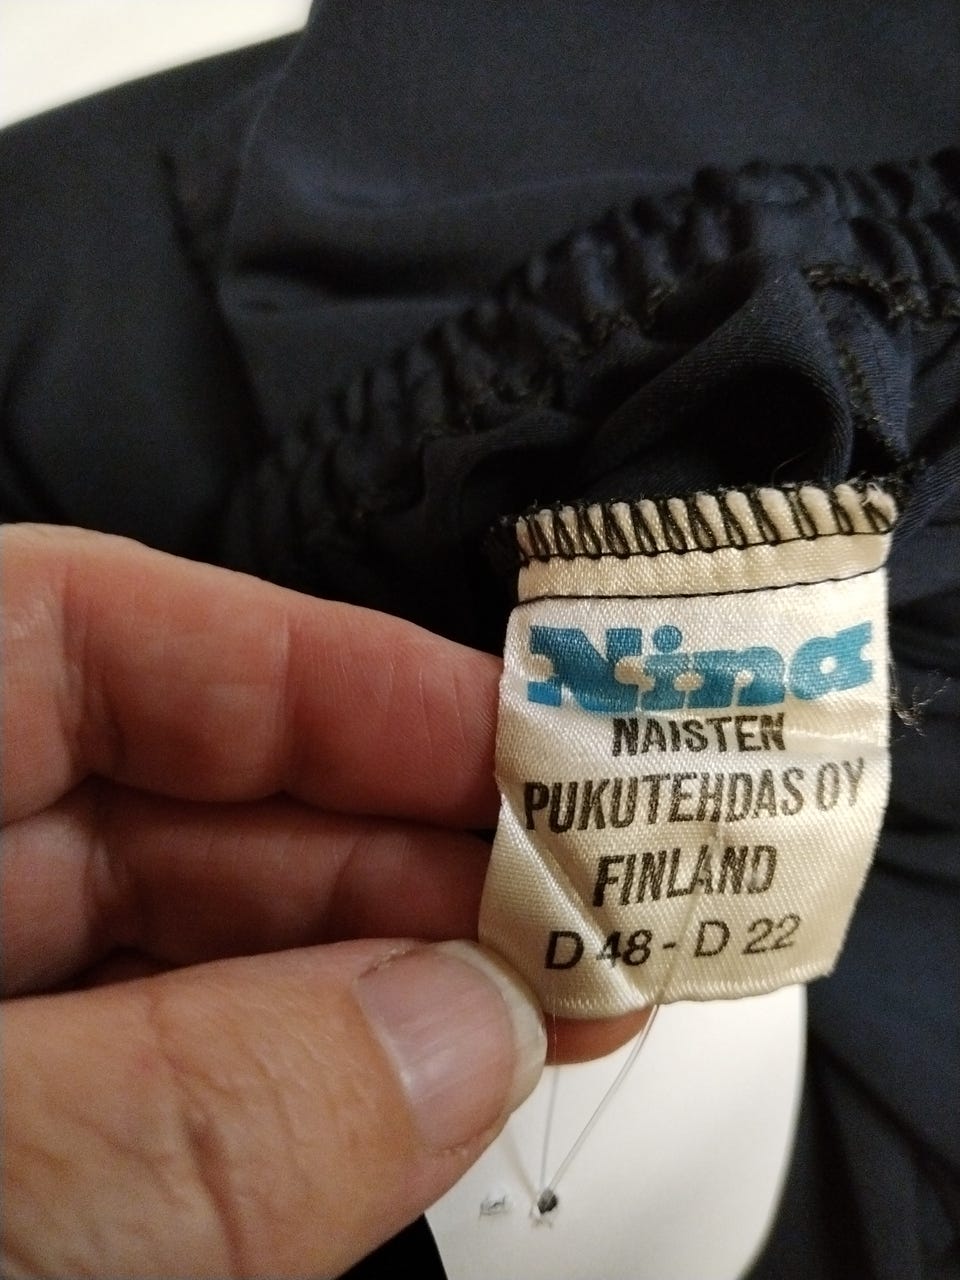 Nina
NAISTEN
PUKUTEHDAS OY
FINLAND
D 48 - D 22